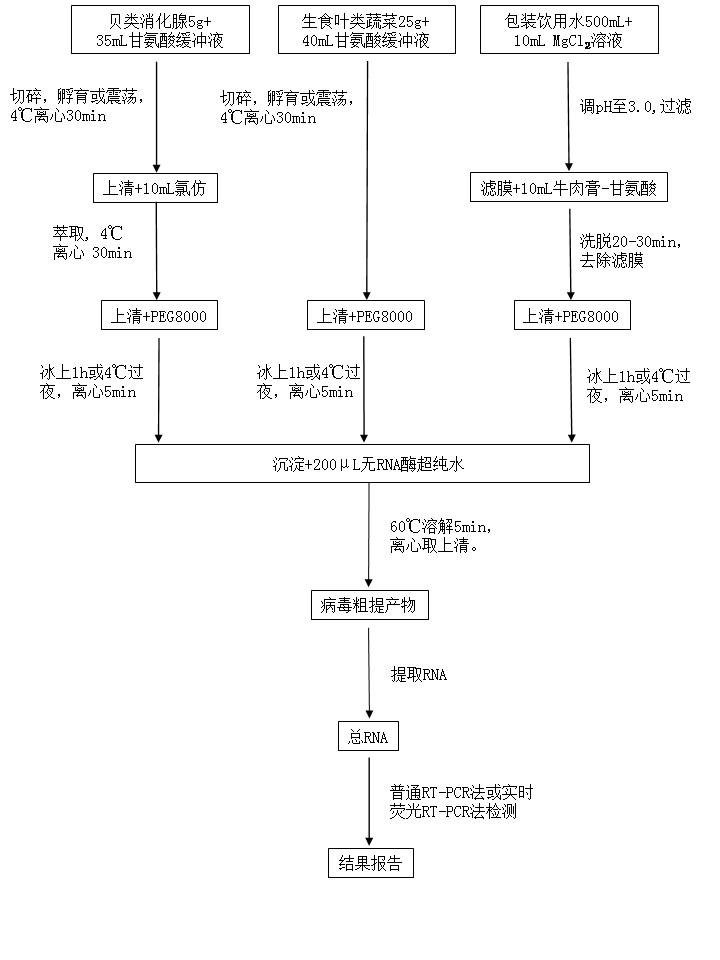 贝类消化腺5g+
35mL甘氨酸缓冲液
生食叶类蔬菜25g+
40mL甘氨酸缓冲液
包装饮用水500mL+
10mL MgCl₂溶液
切碎，孵育或震荡，
4℃离心30min
切碎，孵育或震荡，
4℃离心30min
调pH至3.0,过滤
上清+10mL氯仿
滤膜+10mL牛肉膏-甘氨酸
萃取，4℃
离心 30min
洗脱20-30min，
去除滤膜
上清+PEG8000
上清+PEG8000
上清+PEG8000
冰上1h或4℃过
夜，离心5min
冰上1h或4℃过
夜，离心5min
冰上1h或4℃过
夜，离心5min
沉淀+200μL无RNA酶超纯水
60℃溶解5min，
离心取上清。
病毒粗提产物
提取RNA
总RNA
普通RT-PCR法或实时
荧光RT-PCR法检测
结果报告